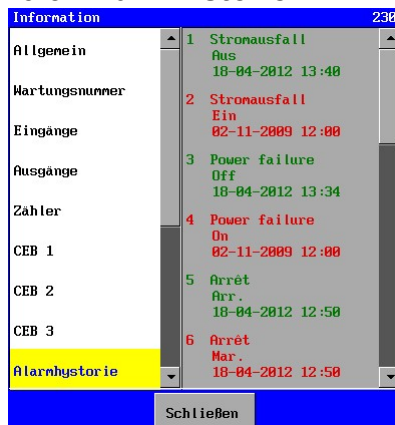 Information 230
Allgemein
Wartungsnummer
Eingänge
Ausgänge
Zähler
CEB 1
CEB 2
CEB 3
Alarmhystorie
1 Stromausfall
Aus
18-04-2012 13:40
2 Stromausfall
Ein
02-11-2009 12:00
3 Power failure
Off
18-04-2012 13:34
4 Power failure
On
02-11-2009 12:00
5 Arrêt
Arr.
18-04-2012 12:50
6 Arrêt
Mar.
18-04-2012 12:50
Schließen